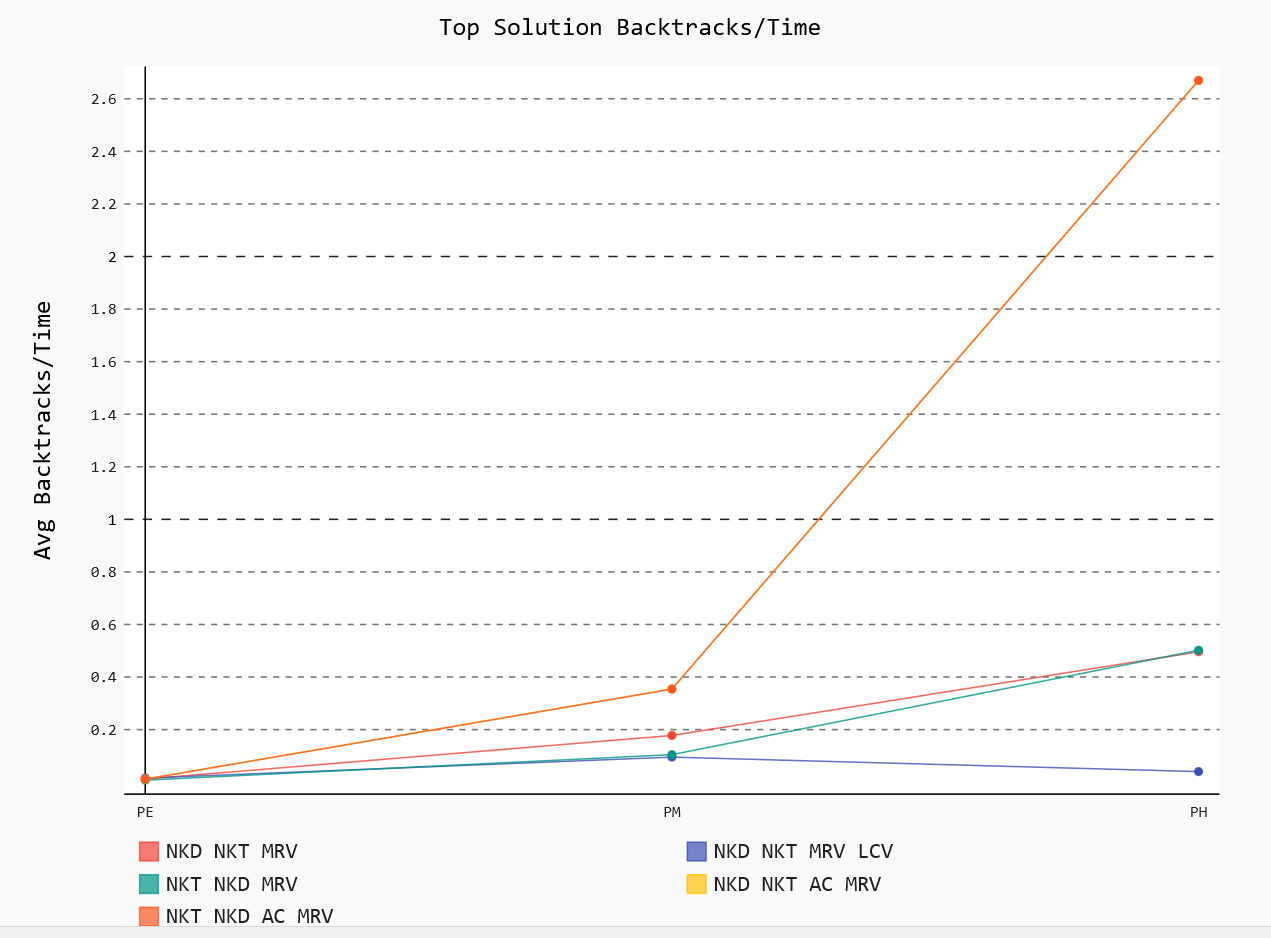 Top Solution Backtracks/Time
Avg Backtracks/Time
2.6
2.4
2.2
2
1.8
1.6
1.4
1.2
1
0.8
0.6
0.4
0.2
PE PM PH
NKD NKT MRV NKD NKT MRV LCV
NKT NKD MRV NKD NKT AC MRV
NKT NKD AC MRV